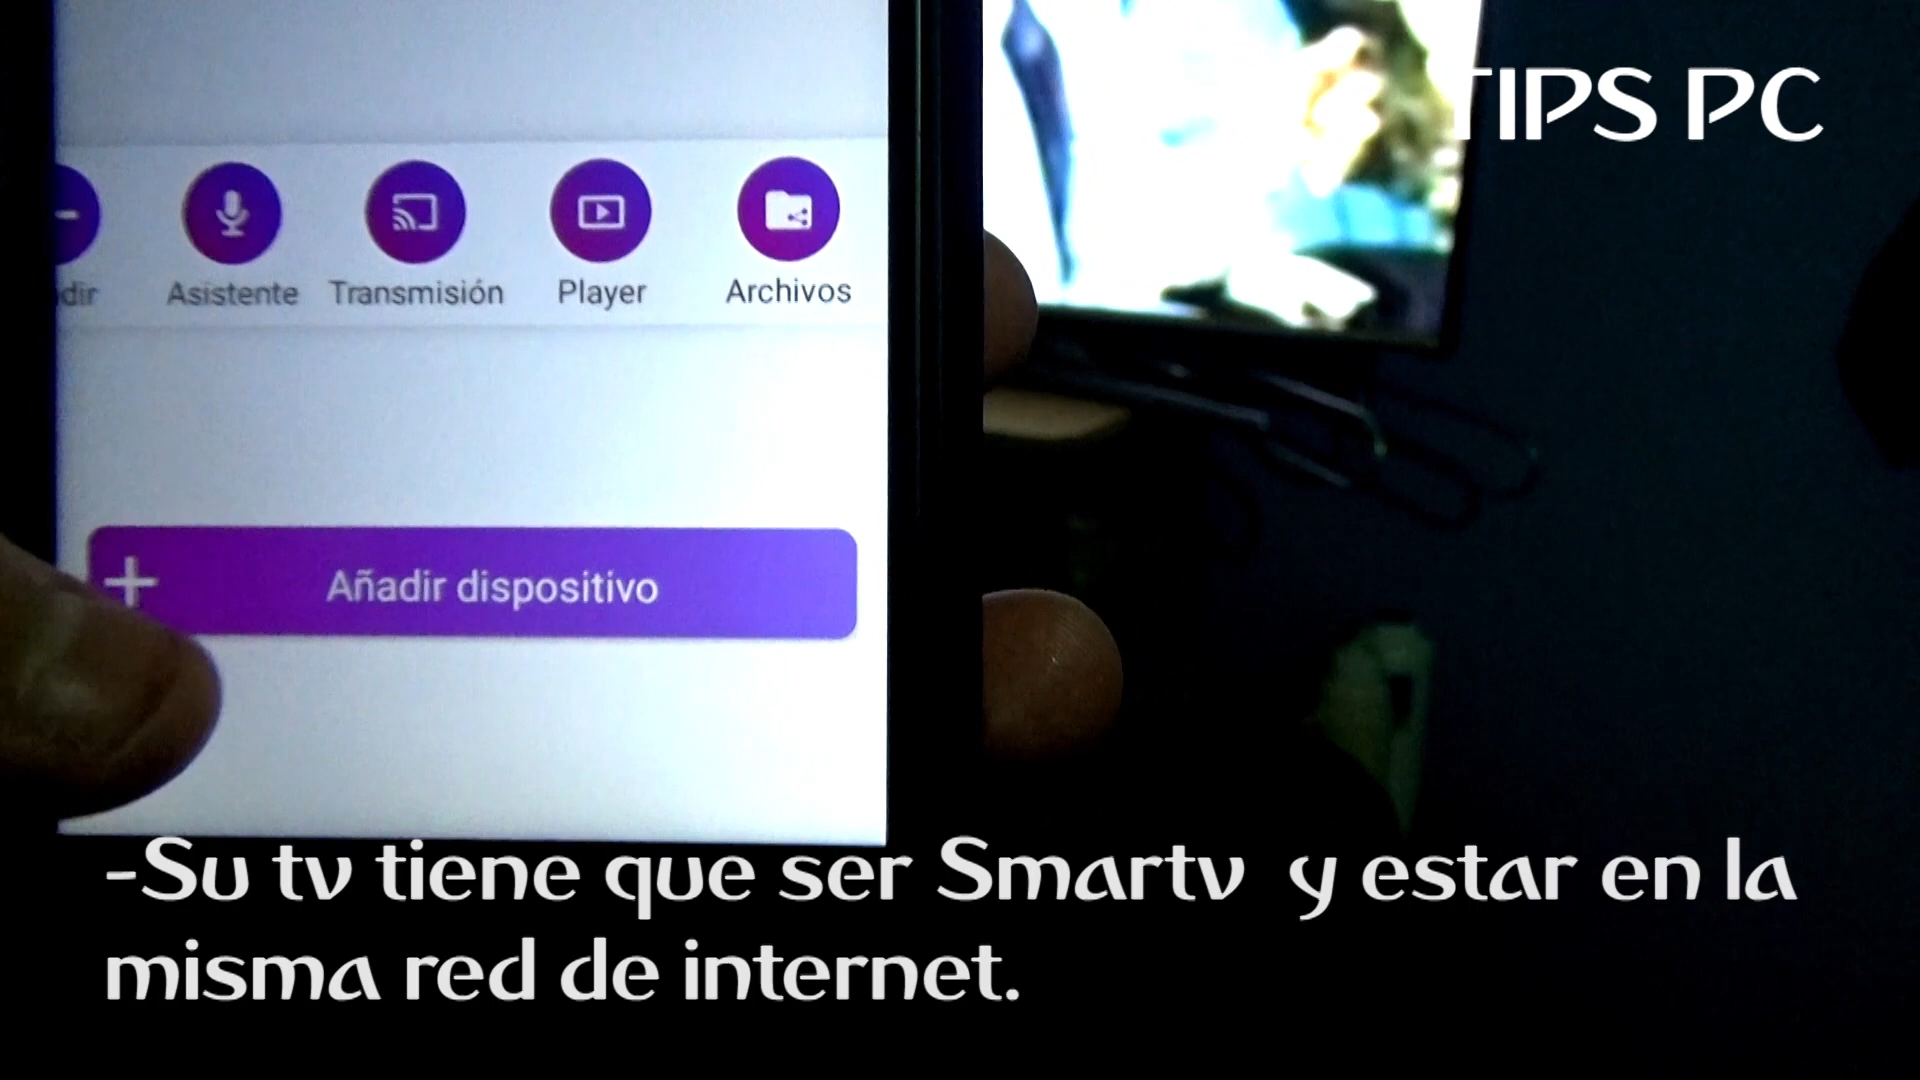 TIPS PC
dir
Asistente
Transmisión
Player
Archivos
Añadir dispositivo
-Su tv tiene que ser Smartv y estar en la
misma red de internet.